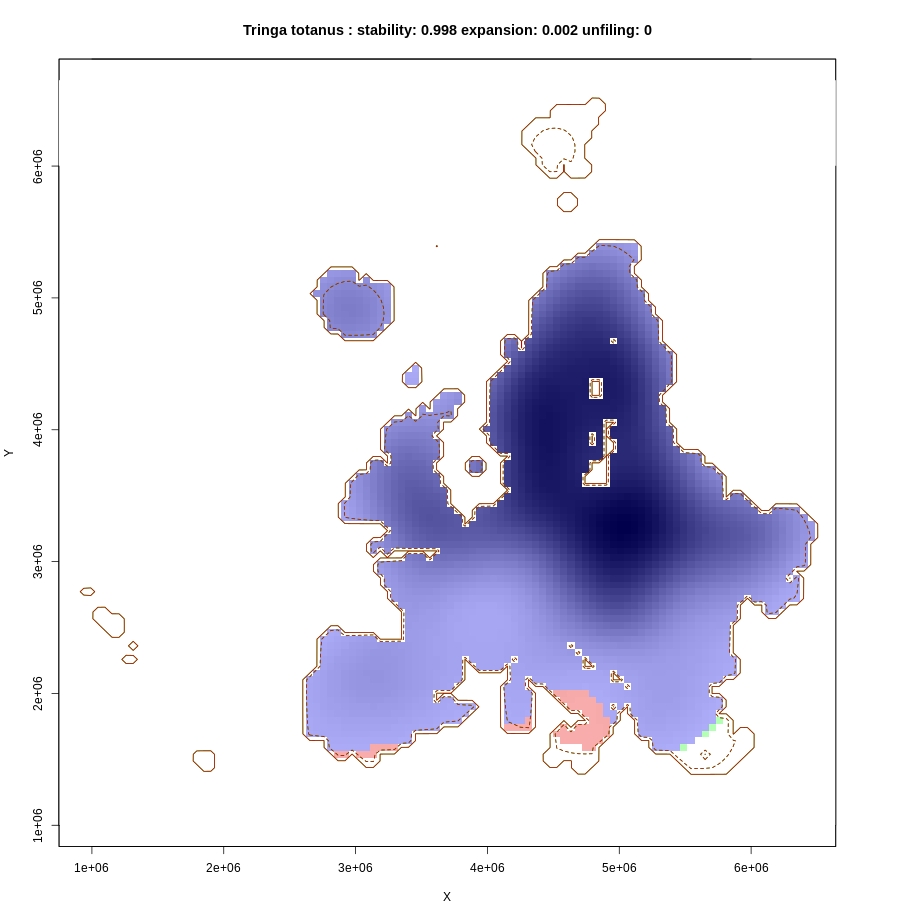 Tringa totanus : stability: 0.998 expansion: 0.002 unfiling: 0
Y
6e+06
5e+06
4e+06
3e+06
2e+06
1e+06
1e+06 2e+06 3e+06 4e+06 5e+06 6e+06
X